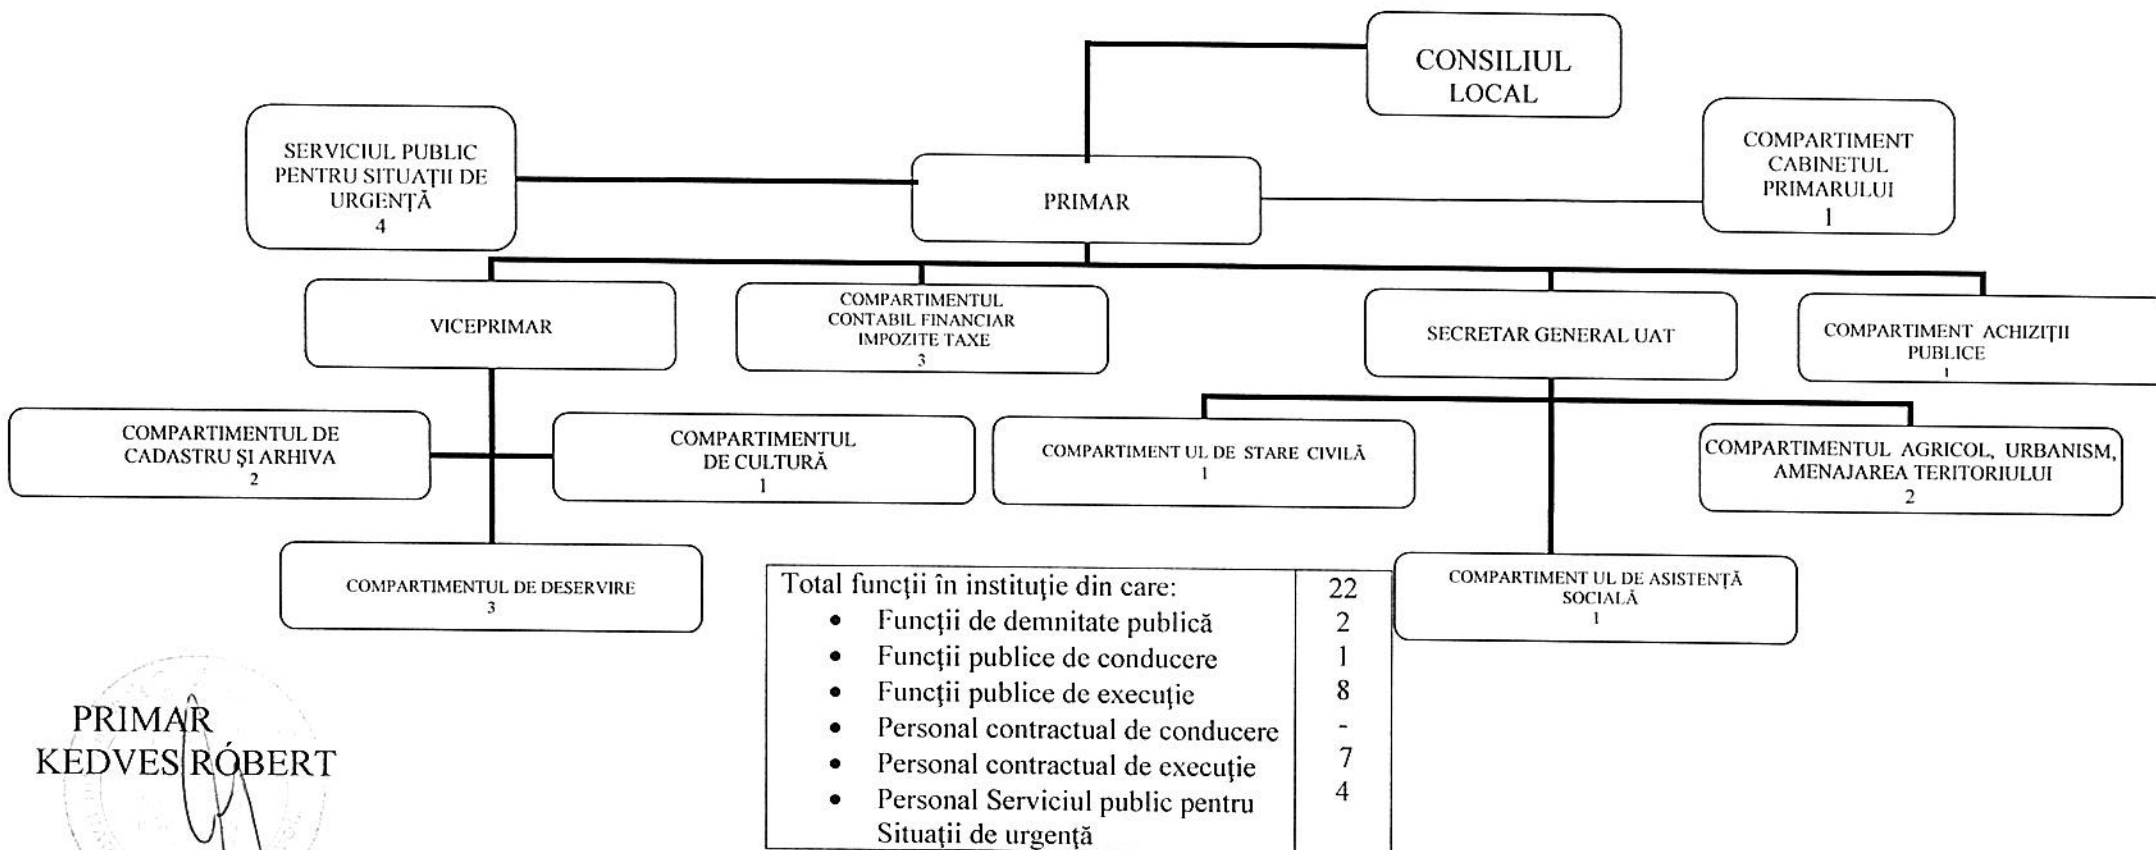 CONSILIUL
LOCAL
SERVICIUL PUBLIC
PENTRU SITUAŢII DE
URGENŢĂ
4
PRIMAR
COMPARTIMENT
CABINETUL
PRIMARULUI
1
VICEPRIMAR
COMPARTIMENTUL
CONTABIL FINANCIAR
IMPOZITE TAXE
3
SECRETAR GENERAL UAT
COMPARTIMENT ACHIZIŢII
PUBLICE
1
COMPARTIMENTUL DE
CADASTRU ŞI ARHIVA
2
COMPARTIMENTUL
DE CULTURĂ
1
COMPARTIMENT UL DE STARE CIVILĂ
1
COMPARTIMENTUL AGRICOL, URBANISM,
AMENAJAREA TERITORIULUI
2
COMPARTIMENTUL DE DESERVIRE
3
COMPARTIMENT UL DE ASISTENŢĂ
SOCIALĂ
1
Total funcţii în instituţie din care: 22
• Funcţii de demnitate publică 2
• Funcţii publice de conducere 1
• Funcţii publice de execuţie 8
• Personal contractual de conducere -
• Personal contractual de execuţie 7
• Personal Serviciul public pentru 4
Situaţii de urgenţă
PRIMAR
KEDVES RÓBERT